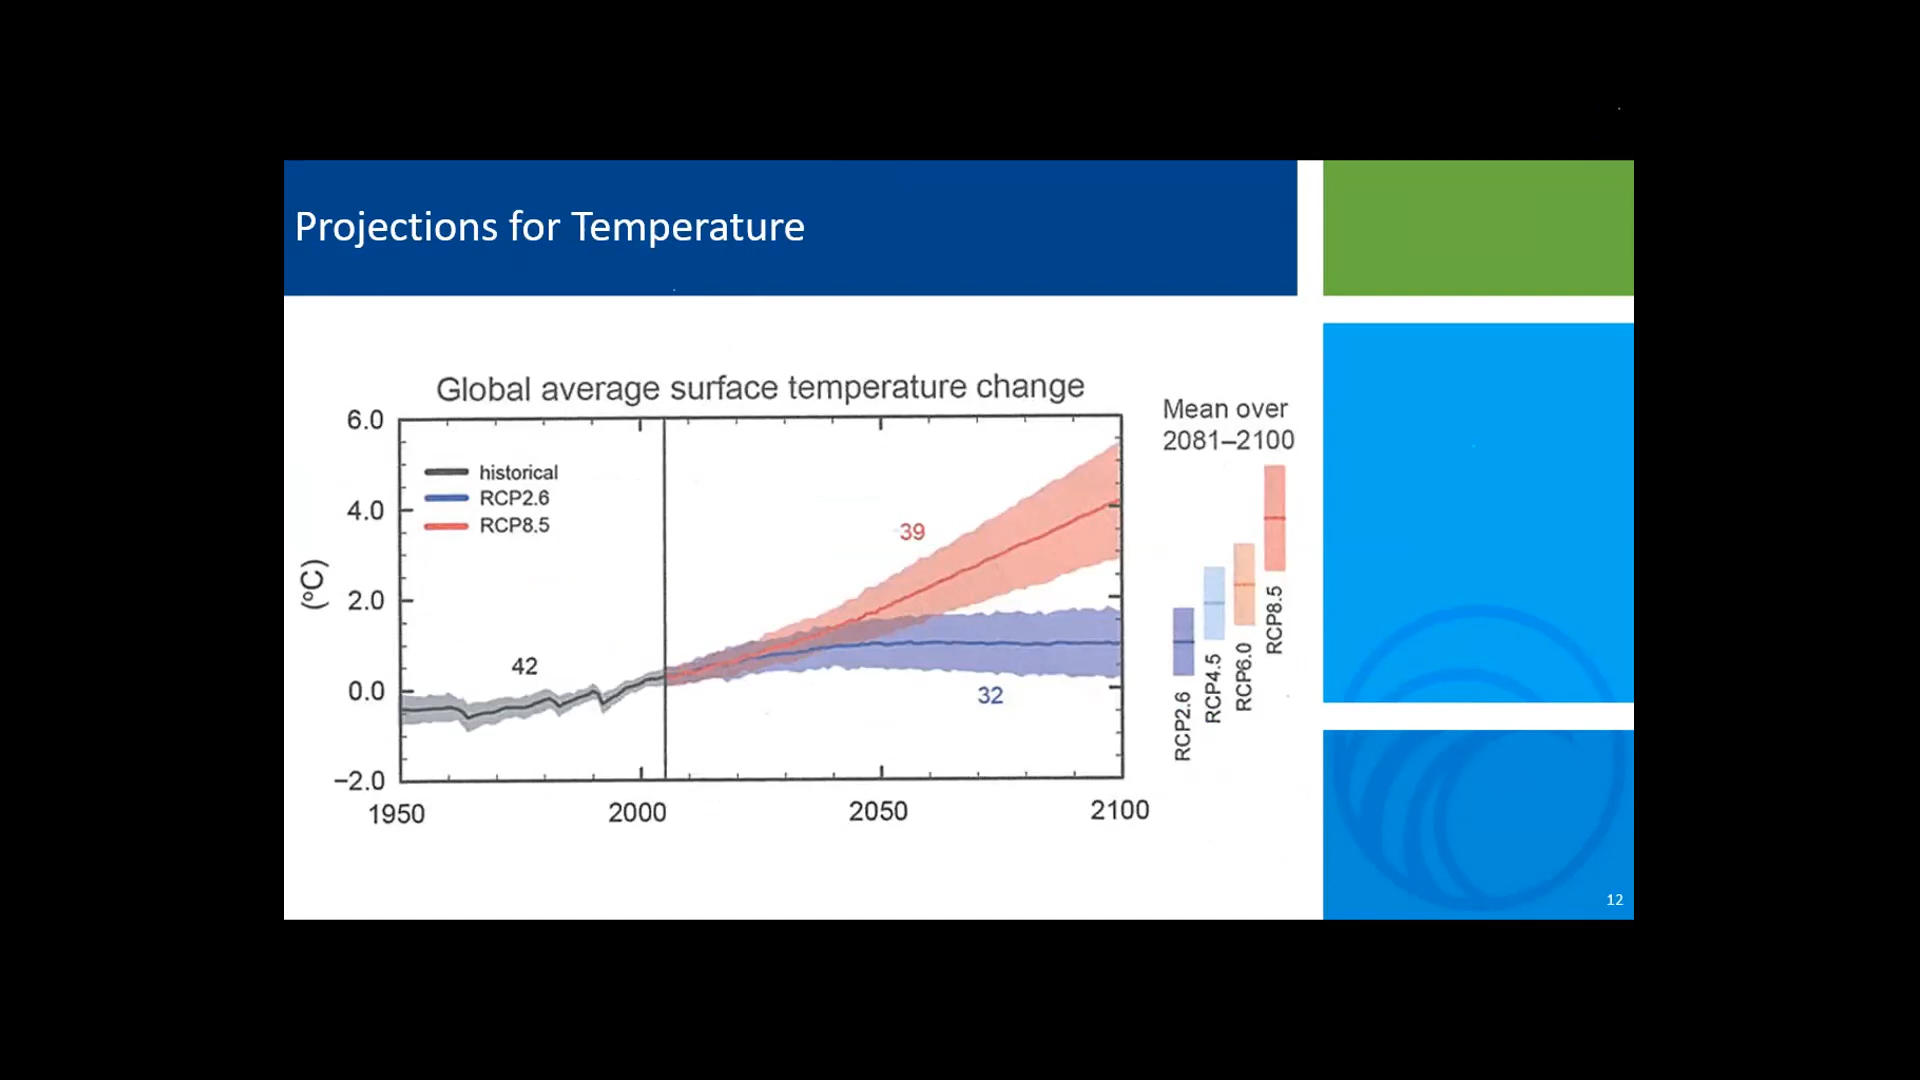 Projections for Temperature
Global average surface temperature change
Mean over
2081–2100
6.0
4.0
2.0
0.0
−2.0
(ºC)
historical
RCP2.6
RCP8.5
42
39
32
1950
2000
2050
2100
RCP2.6
RCP4.5
RCP6.0
RCP8.5
12